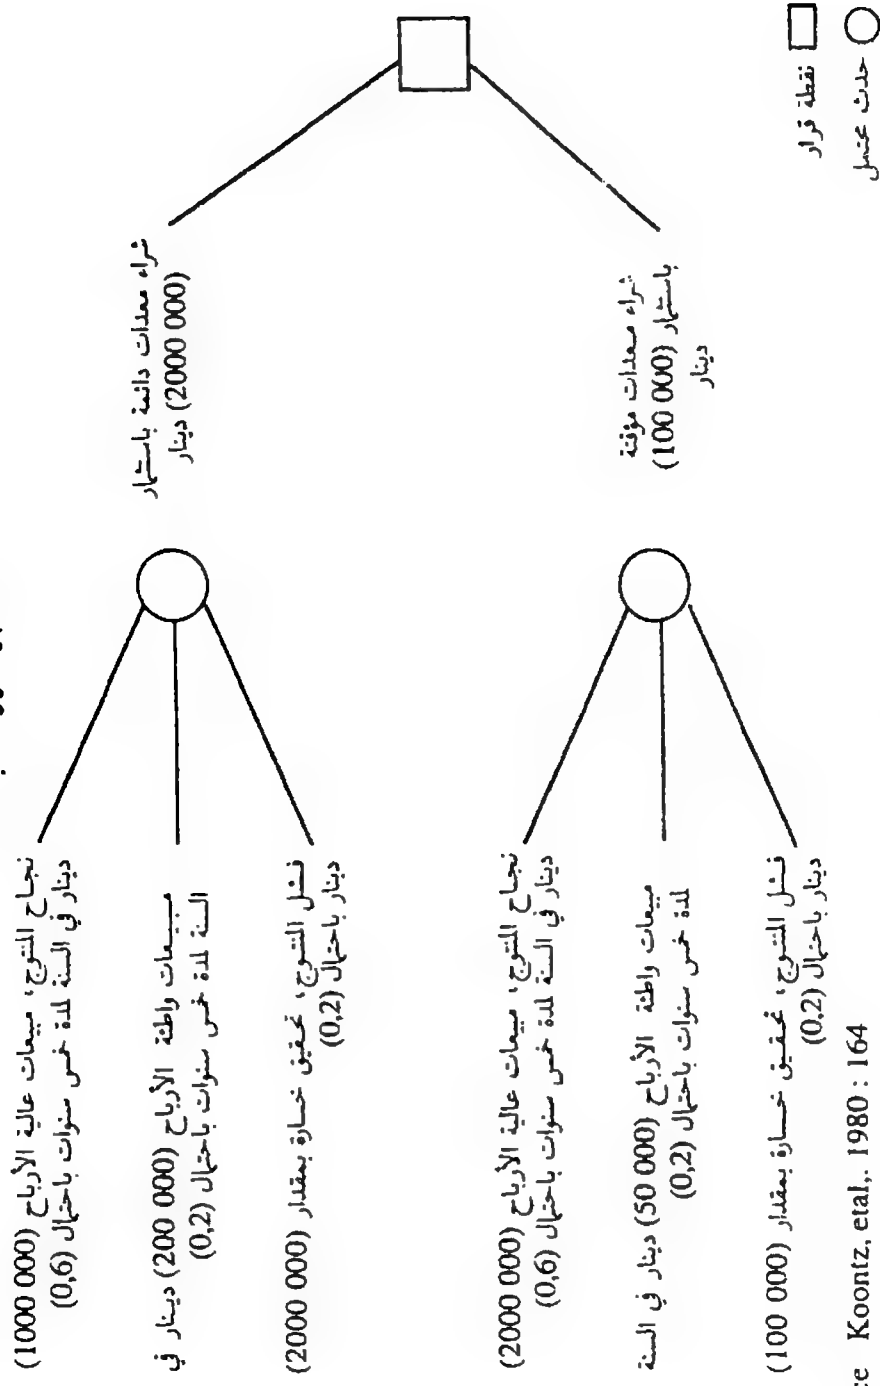 نقطة قرار
حدث محتمل
شراء معدات دائمة باستثمار
(2000 000) دينار
شراء معدات مؤقتة
باستثمار (100 000)
دينار
نجاح المنتوج، مبيعات عالية الأرباح (1000 000)
دينار في السنة لمدة خمس سنوات باحتمال (0,6)
مبيعات واطئة الأرباح (200 000) دينار في
السنة لمدة خمس سنوات باحتمال (0,2)
فشل المنتوج، تحقيق خسارة بمقدار (2000 000)
دينار باحتمال (0,2)
نجاح المنتوج، مبيعات عالية الأرباح (2000 000)
دينار في السنة لمدة خمس سنوات باحتمال (0,6)
مبيعات واطئة الأرباح (50 000) دينار في السنة
لمدة خمس سنوات باحتمال (0,2)
فشل المنتوج، تحقيق خسارة بمقدار (100 000)
دينار باحتمال (0,2)
Koontz, etal,. 1980 : 164